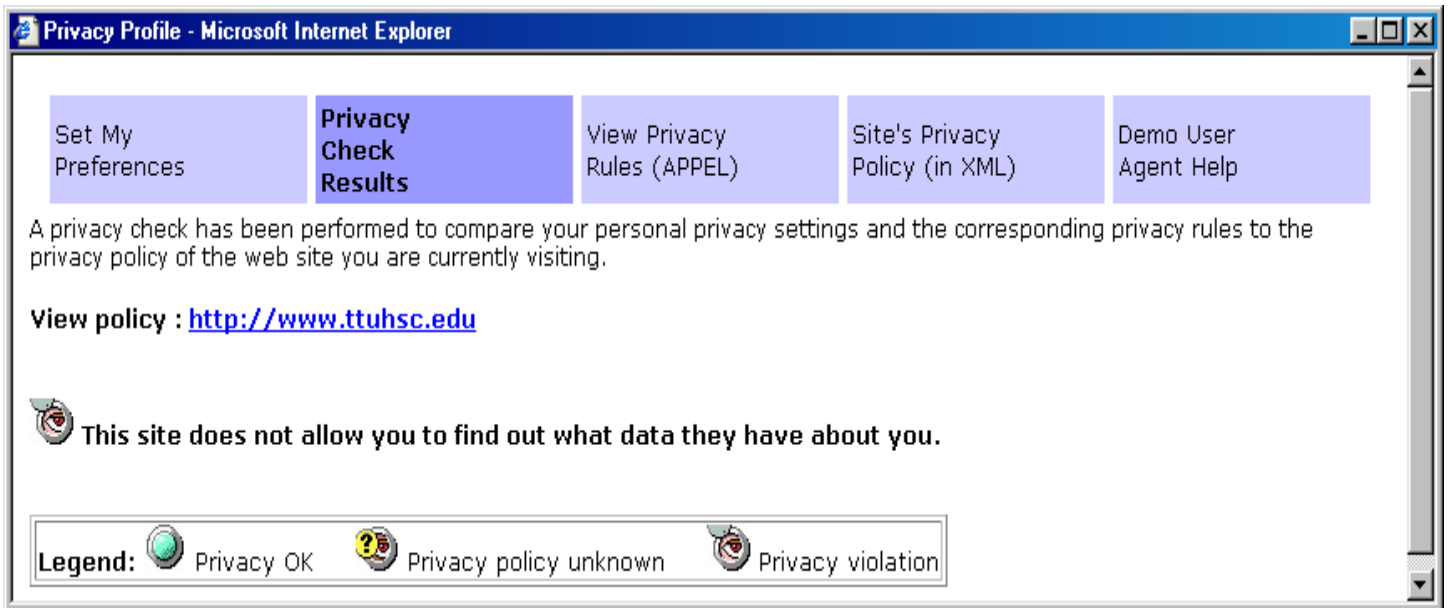 Privacy Profile - Microsoft Internet Explorer
Set My
Preferences
Privacy
Check
Results
View Privacy
Rules (APPEL)
Site's Privacy
Policy (in XML)
Demo User
Agent Help
A privacy check has been performed to compare your personal privacy settings and the corresponding privacy rules to the
privacy policy of the web site you are currently visiting.
View policy : http://www.ttuhsc.edu
This site does not allow you to find out what data they have about you.
Legend: Privacy OK ? Privacy policy unknown Privacy violation